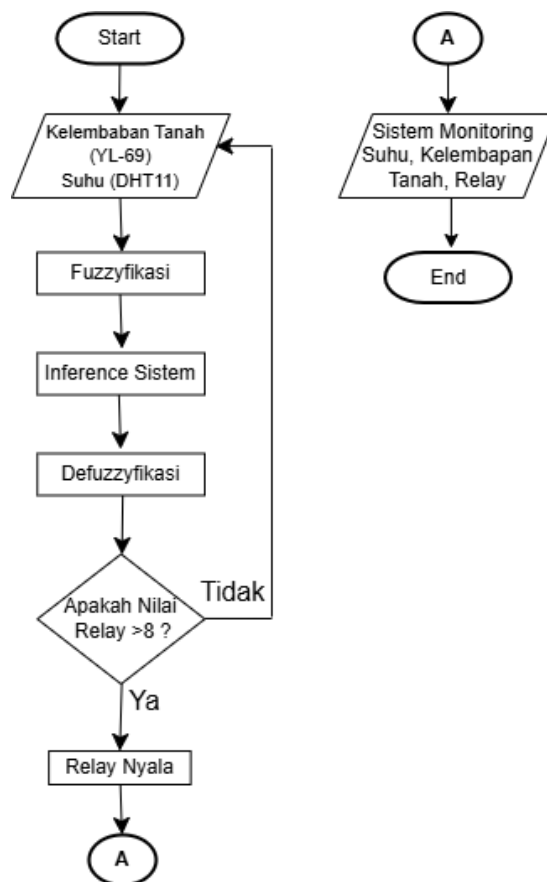 Start
Kelembaban Tanah
(YL-69)
Suhu (DHT11)
Fuzzyfikasi
Inference Sistem
Defuzzyfikasi
Apakah Nilai
Relay >8 ?
Tidak
Ya
Relay Nyala
A
A
Sistem Monitoring
Suhu, Kelembapan
Tanah, Relay
End